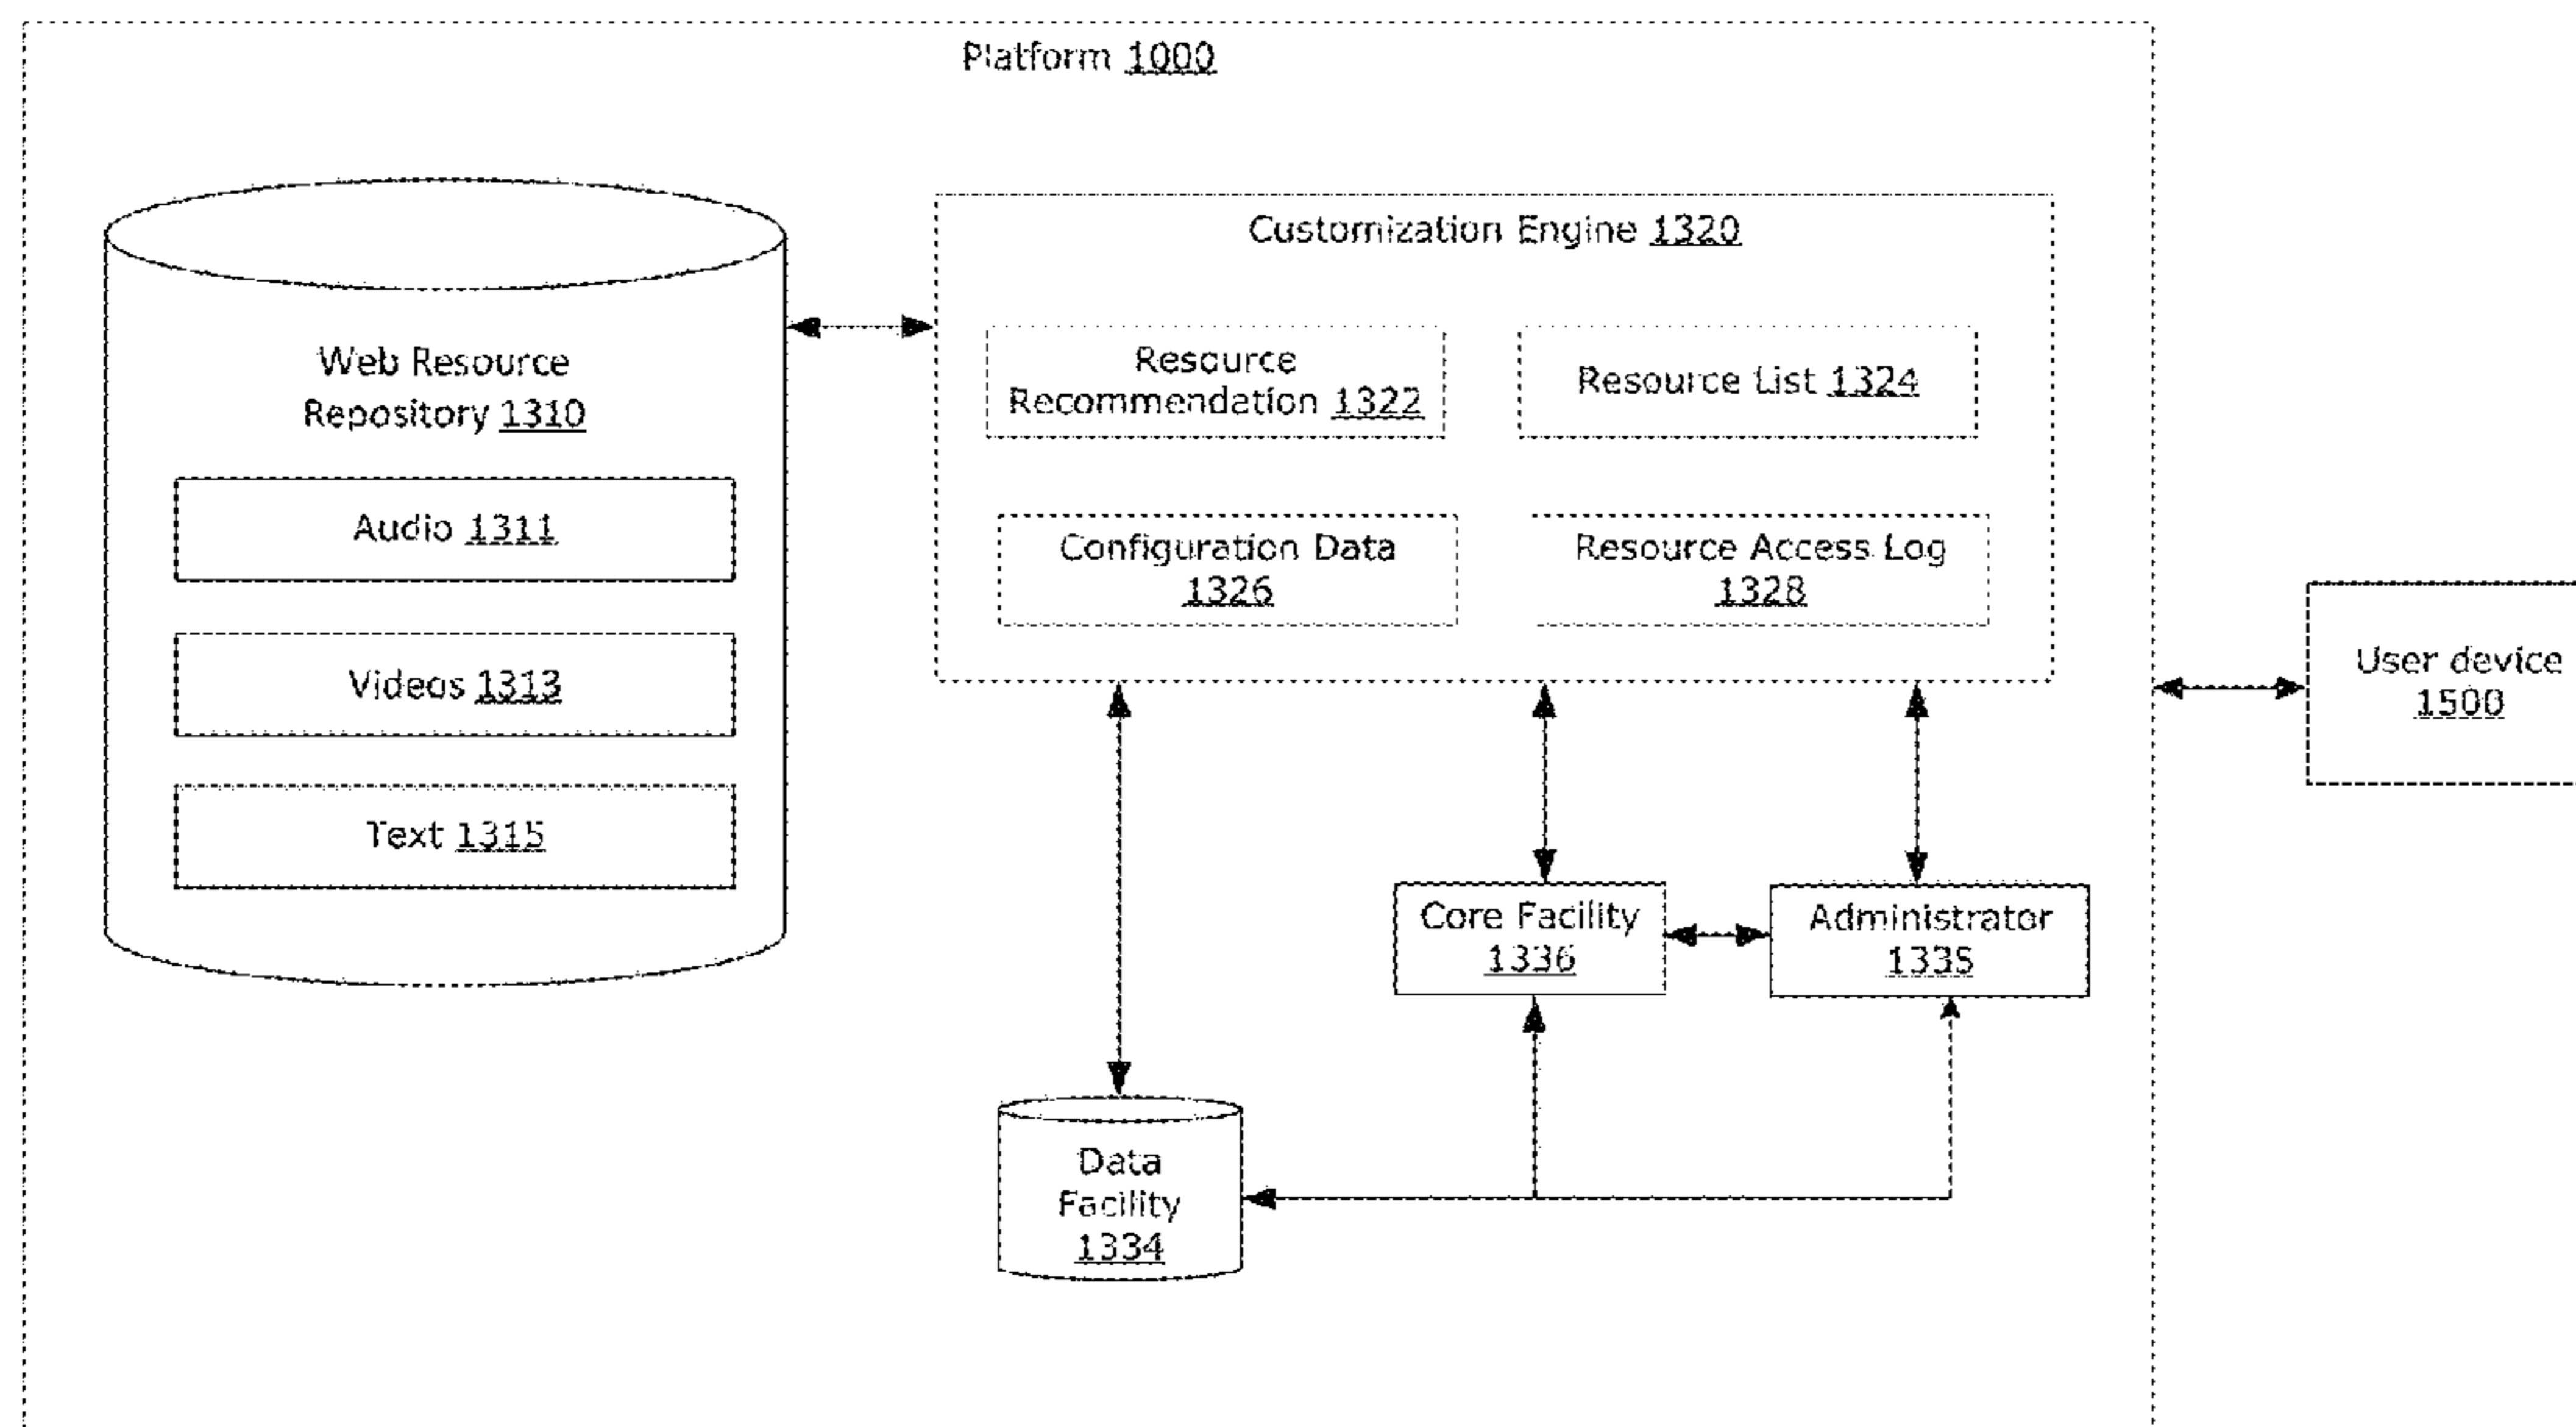 Platform 1000
Web Resource
Repository 1310
Audio 1311
Videos 1313
Text 1315
Customization Engine 1320
Resource
Recommendation 1322
Resource List 1324
Configuration Data
1326
Resource Access Log
1328
User device
1500
Core Facility
1336
Administrator
1335
Data
Facility
1334